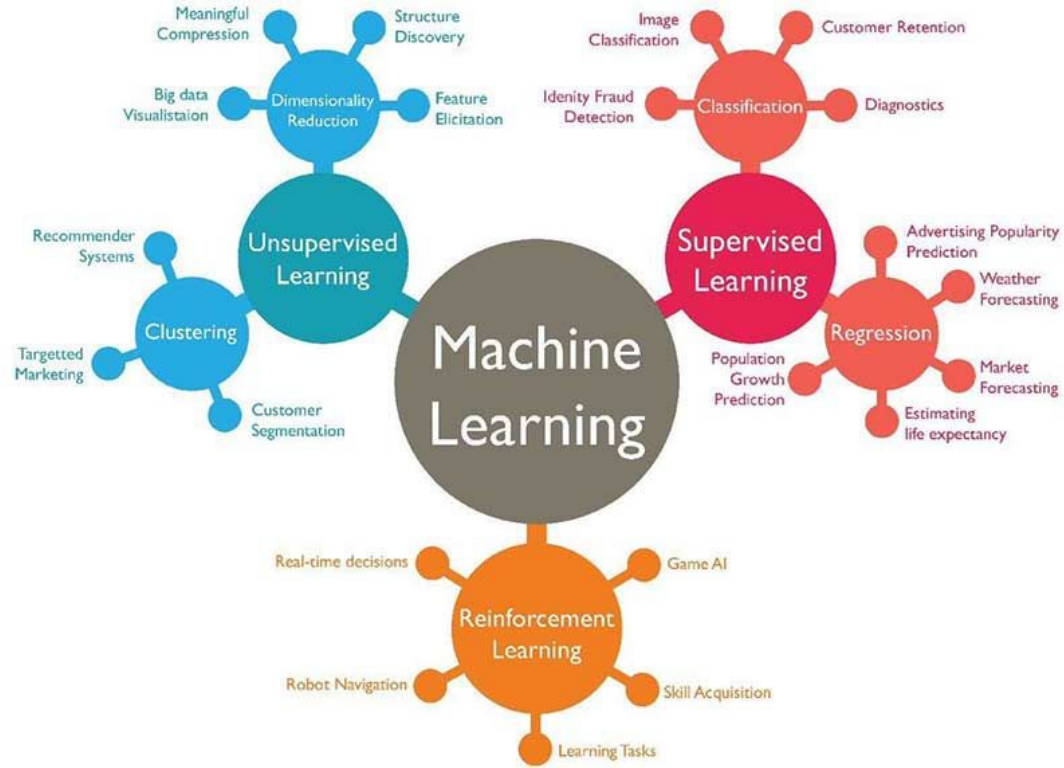 Meaningful
Compression
Structure
Discovery
Big data
Visualistaion
Dimensionality
Reduction
Feature
Elicitation
Unsupervised
Learning
Recommender
Systems
Clustering
Targetted
Marketing
Customer
Segmentation
Machine
Learning
Image
Classification
Customer Retention
Idenity Fraud
Detection
Classification
Diagnostics
Supervised
Learning
Advertising Popularity
Prediction
Weather
Forecasting
Regression
Population
Growth
Prediction
Market
Forecasting
Estimating
life expectancy
Real-time decisions
Game AI
Reinforcement
Learning
Robot Navigation
Skill Acquisition
Learning Tasks